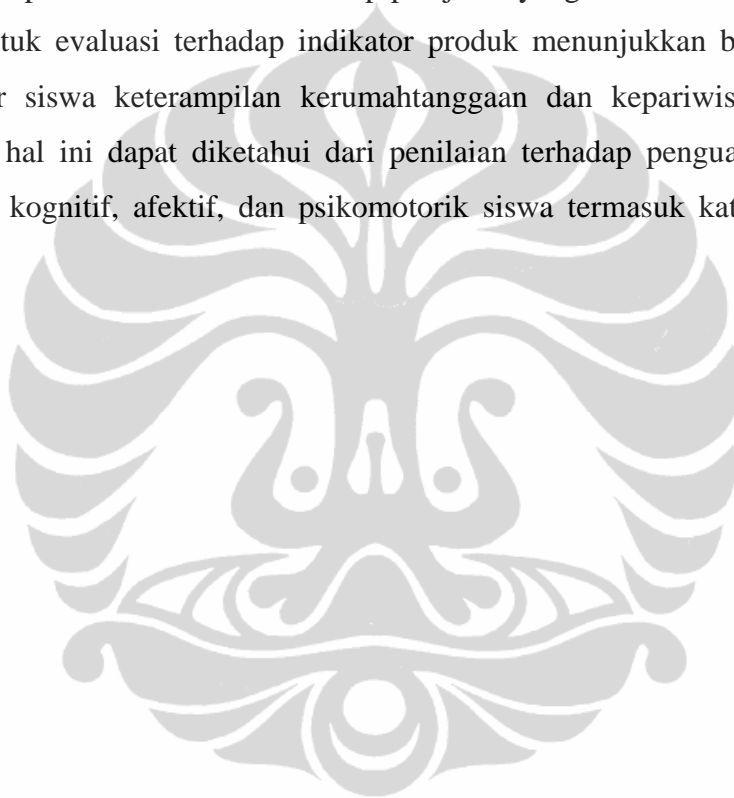 tuk evaluasi terhadap indikator produk menunjukkan b
r siswa keterampilan kerumahtanggaan dan kepariwis
hal ini dapat diketahui dari penilaian terhadap pengua
kognitif, afektif, dan psikomotorik siswa termasuk kat